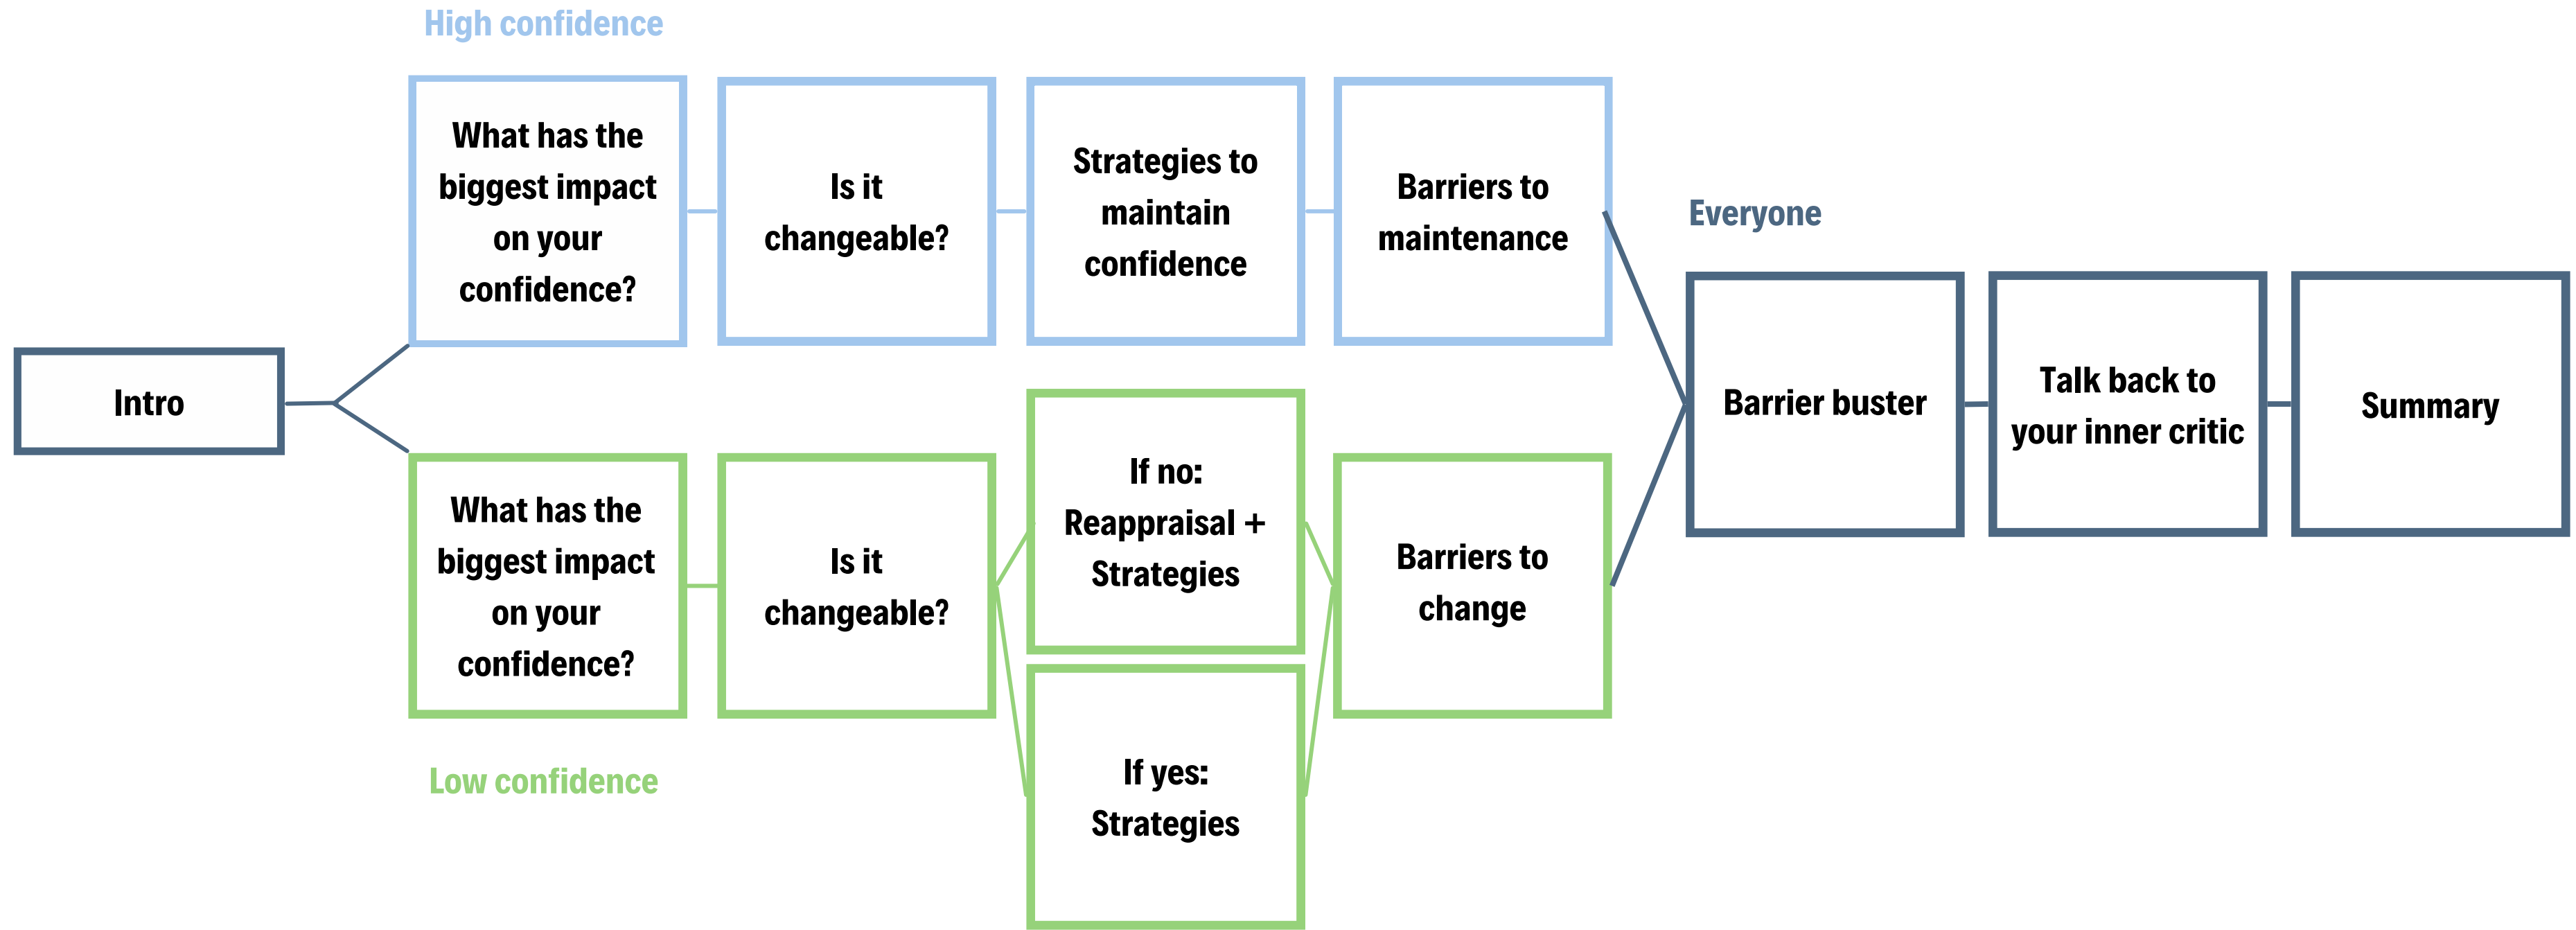 High confidence
What has the
biggest impact
on your
confidence?
Is it
changeable?
Strategies to
maintain
confidence
Barriers to
maintenance
Everyone
Intro
Barrier buster
Talk back to
your inner critic
Summary
What has the
biggest impact
on your
confidence?
Is it
changeable?
If no:
Reappraisal +
Strategies
If yes:
Strategies
Barriers to
change
Low confidence